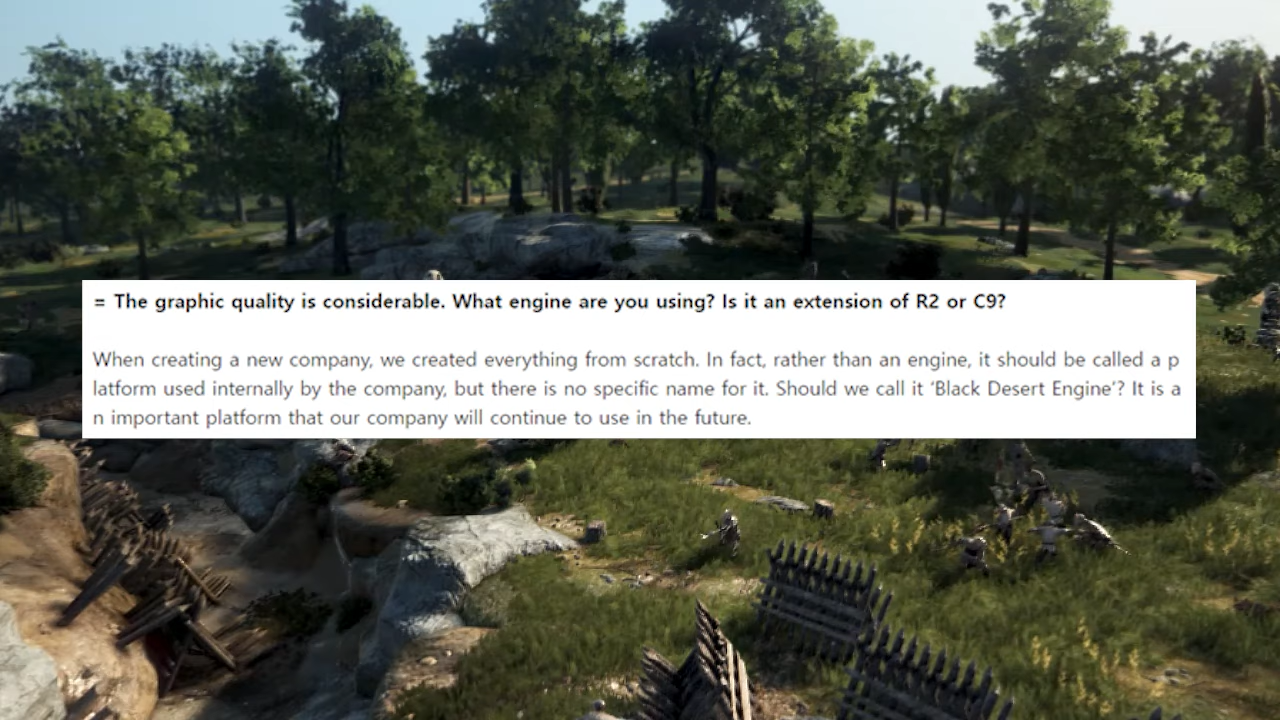 = The graphic quality is considerable. What engine are you using? Is it an extension of R2 or C9?
When creating a new company, we created everything from scratch. In fact, rather than an engine, it should be called a p
latform used internally by the company, but there is no specific name for it. Should we call it ‘Black Desert Engine’? It is a
n important platform that our company will continue to use in the future.